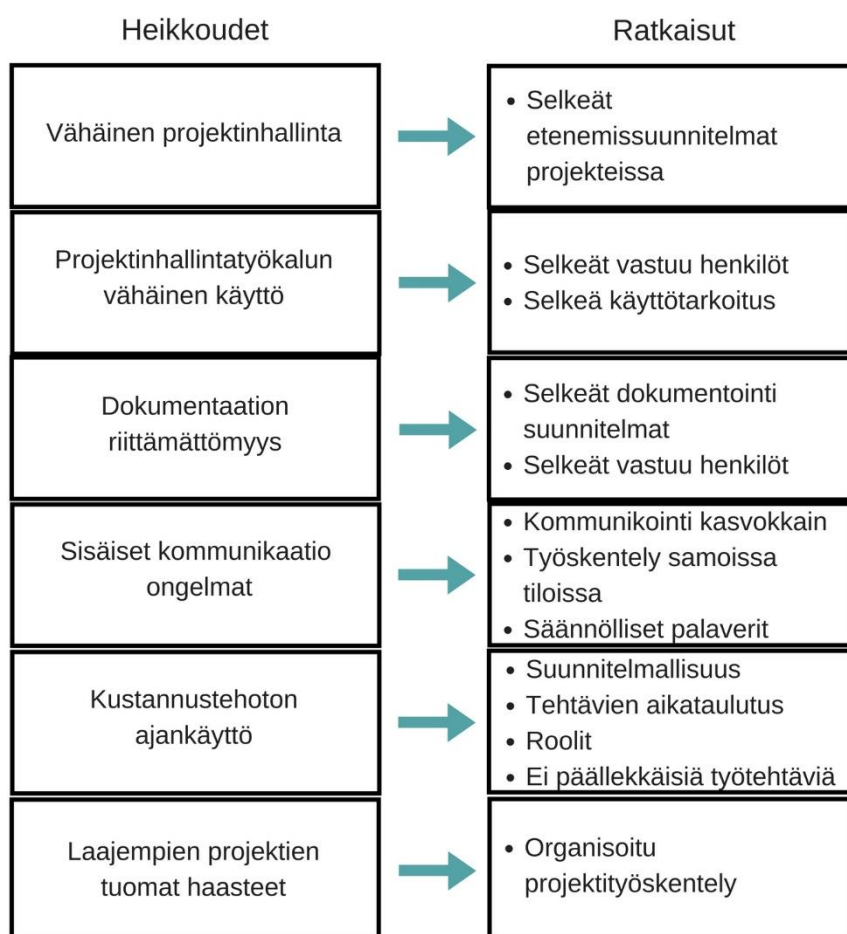 Heikkoudet
Ratkaisut
Vähäinen projektinhallinta
• Selkeät
etenemissuunnitelmat
projekteissa
Projektinhallintatyökalun
vähäinen käyttö
• Selkeät vastuu henkilöt
• Selkeä käyttötarkoitus
Dokumentaation
riittämättömyys
• Selkeät dokumentointi
suunnitelmat
• Selkeät vastuu henkilöt
Sisäiset kommunikaatio
ongelmat
• Kommunikointi kasvokkain
• Työskentely samoissa
tiloissa
• Säännölliset palaverit
Kustannustehoton
ajankäyttö
• Suunnitelmallisuus
• Tehtävien aikataulutus
• Roolit
• Ei päällekkäisiä työtehtäviä
Laajempien projektien
tuomat haasteet
• Organisoitu
projektityöskentely